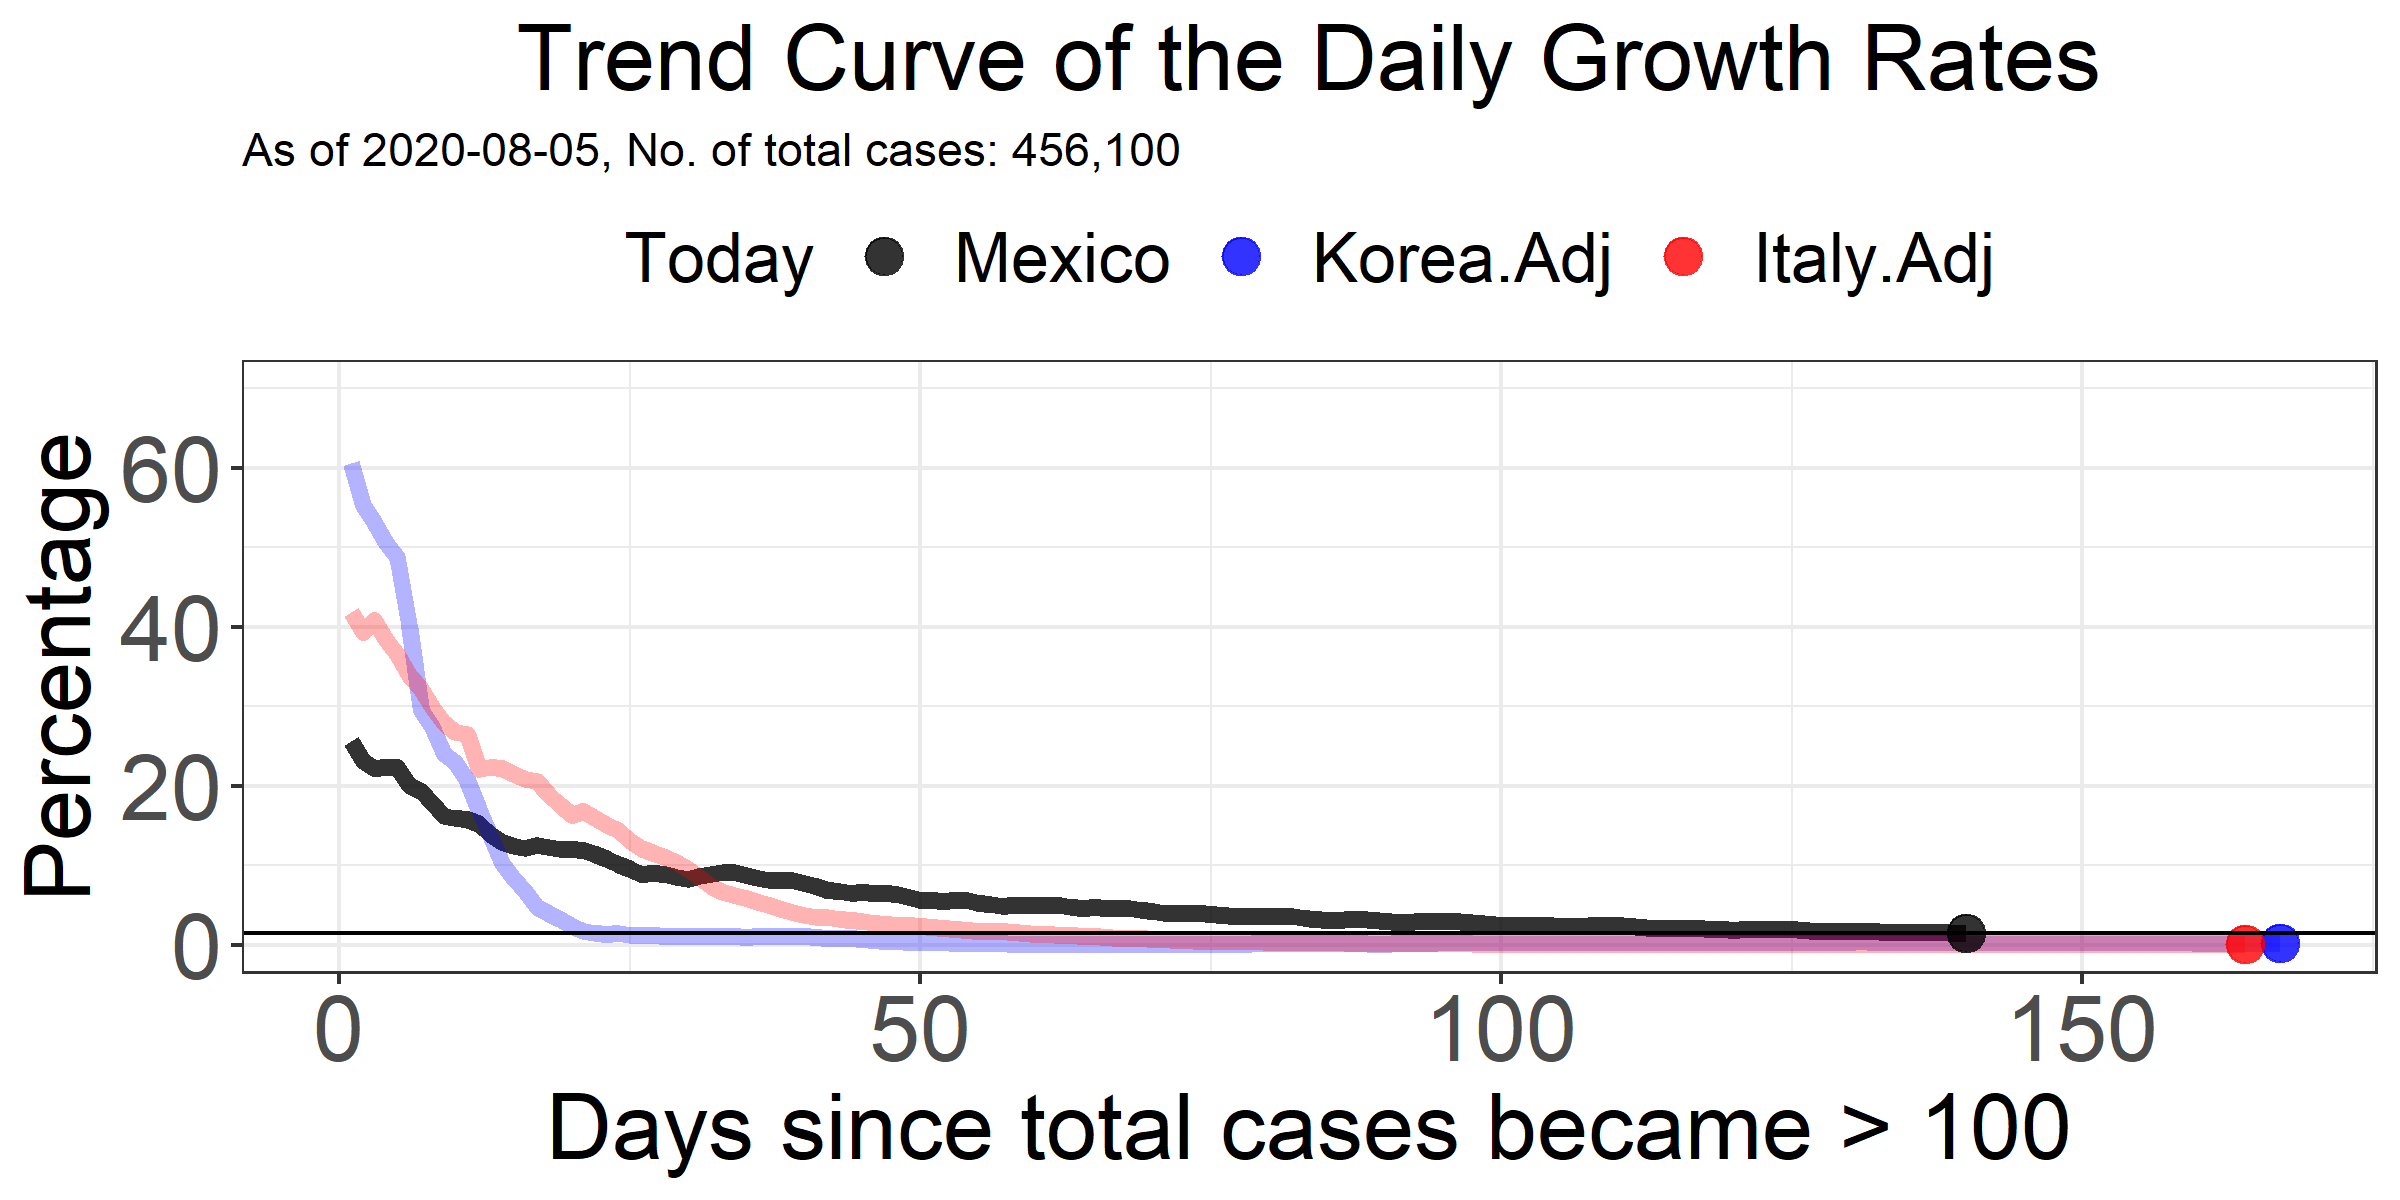 Trend Curve of the Daily Growth Rates
As of 2020-08-05, No. of total cases: 456,100
Today Mexico Korea.Adj Italy.Adj
Percentage
60
40
20
0
0 50 100 150
Days since total cases became > 100